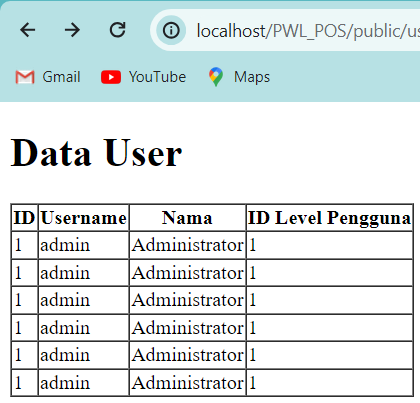 localhost/PWL_POS/public/us
Gmail YouTube Maps
Data User
ID Username Nama ID Level Pengguna
1 admin Administrator 1
1 admin Administrator 1
1 admin Administrator 1
1 admin Administrator 1
1 admin Administrator 1
1 admin Administrator 1